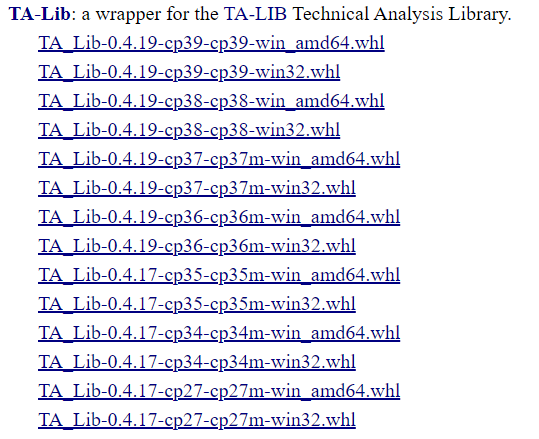 TA-Lib: a wrapper for the TA-LIB Technical Analysis Library.
TA_Lib-0.4.19-cp39-cp39-win_amd64.whl
TA_Lib-0.4.19-cp39-cp39-win32.whl
TA_Lib-0.4.19-cp38-cp38-win_amd64.whl
TA_Lib-0.4.19-cp38-cp38-win32.whl
TA_Lib-0.4.19-cp37-cp37m-win_amd64.whl
TA_Lib-0.4.19-cp37-cp37m-win32.whl
TA_Lib-0.4.19-cp36-cp36m-win_amd64.whl
TA_Lib-0.4.19-cp36-cp36m-win32.whl
TA_Lib-0.4.17-cp35-cp35m-win_amd64.whl
TA_Lib-0.4.17-cp35-cp35m-win32.whl
TA_Lib-0.4.17-cp34-cp34m-win_amd64.whl
TA_Lib-0.4.17-cp34-cp34m-win32.whl
TA_Lib-0.4.17-cp27-cp27m-win_amd64.whl
TA_Lib-0.4.17-cp27-cp27m-win32.whl